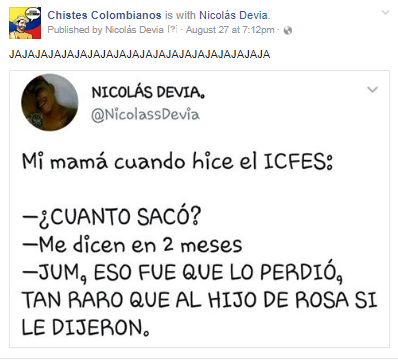 Chistes Colombianos is with Nicolás Devia.
Published by Nicolás Devia [?] · August 27 at 7:12pm ·
JAJAJAJAJAJAJAJAJAJAJAJAJAJAJAJAJAJAJAJA
NICOLÁS DEVIA.
@NicolassDevia
Mi mamá cuando hice el ICFES:
—¿CUANTO SACÓ?
—Me dicen en 2 meses
—JUM, ESO FUE QUE LO PERDIÓ,
TAN RARO QUE AL HIJO DE ROSA SI
LE DIJERON.